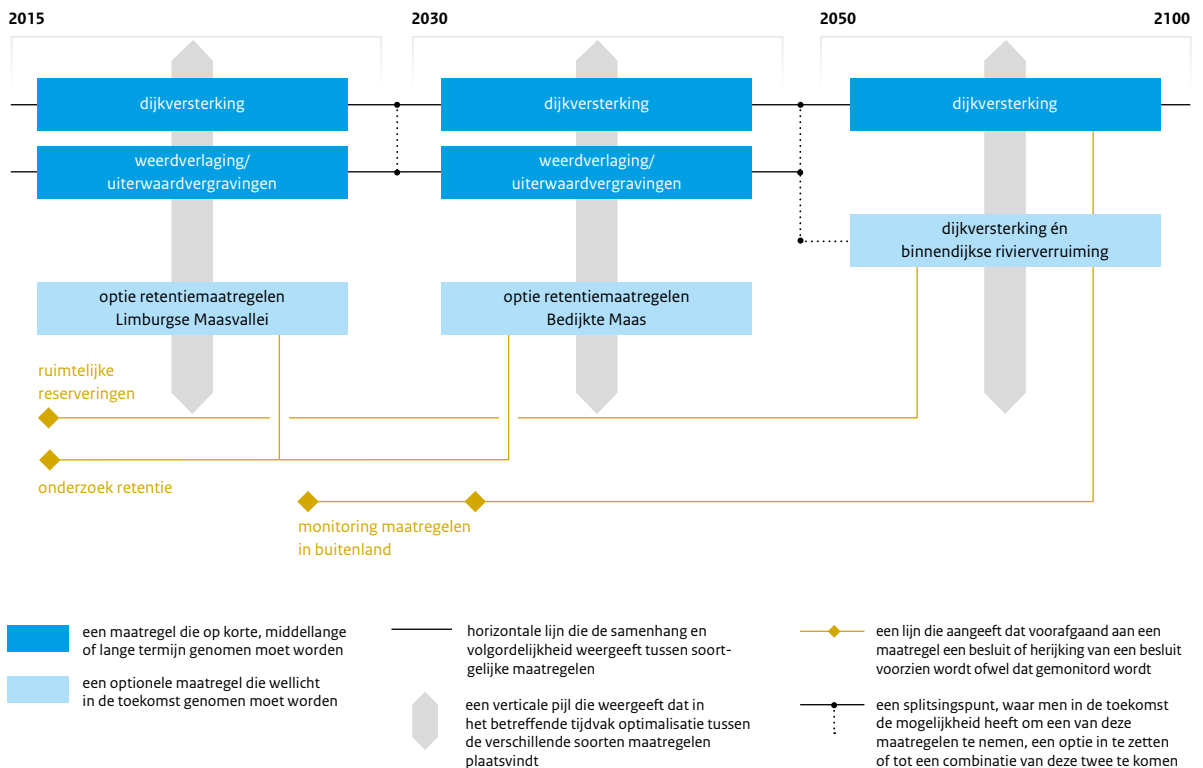 2015
2030
2050
2100
dijkversterking
dijkversterking
dijkversterking
weerdverlaging/
uiterwaardvergravingen
weerdverlaging/
uiterwaardvergravingen
dijkversterking én
binnendijkse rivierverruiming
optie retentiemaatregelen
Limburgse Maasvallei
optie retentiemaatregelen
Bedijkte Maas
ruimtelijke
reserveringen
onderzoek retentie
monitoring maatregelen
in buitenland
een maatregel die op korte, middellange
of lange termijn genomen moet worden
een optionele maatregel die wellicht
in de toekomst genomen moet worden
horizontale lijn die de samenhang en
volgordelijkheid weergeeft tussen soort-
gelijke maatregelen
een verticale pijl die weergeeft dat in
het betreffende tijdvak optimalisatie tussen
de verschillende soorten maatregelen
plaatsvindt
een lijn die aangeeft dat voorafgaand aan een
maatregel een besluit of herijking van een besluit
voorzien wordt ofwel dat gemonitord wordt
een splitsingspunt, waar men in de toekomst
de mogelijkheid heeft om een van deze
maatregelen te nemen, een optie in te zetten
of tot een combinatie van deze twee te komen